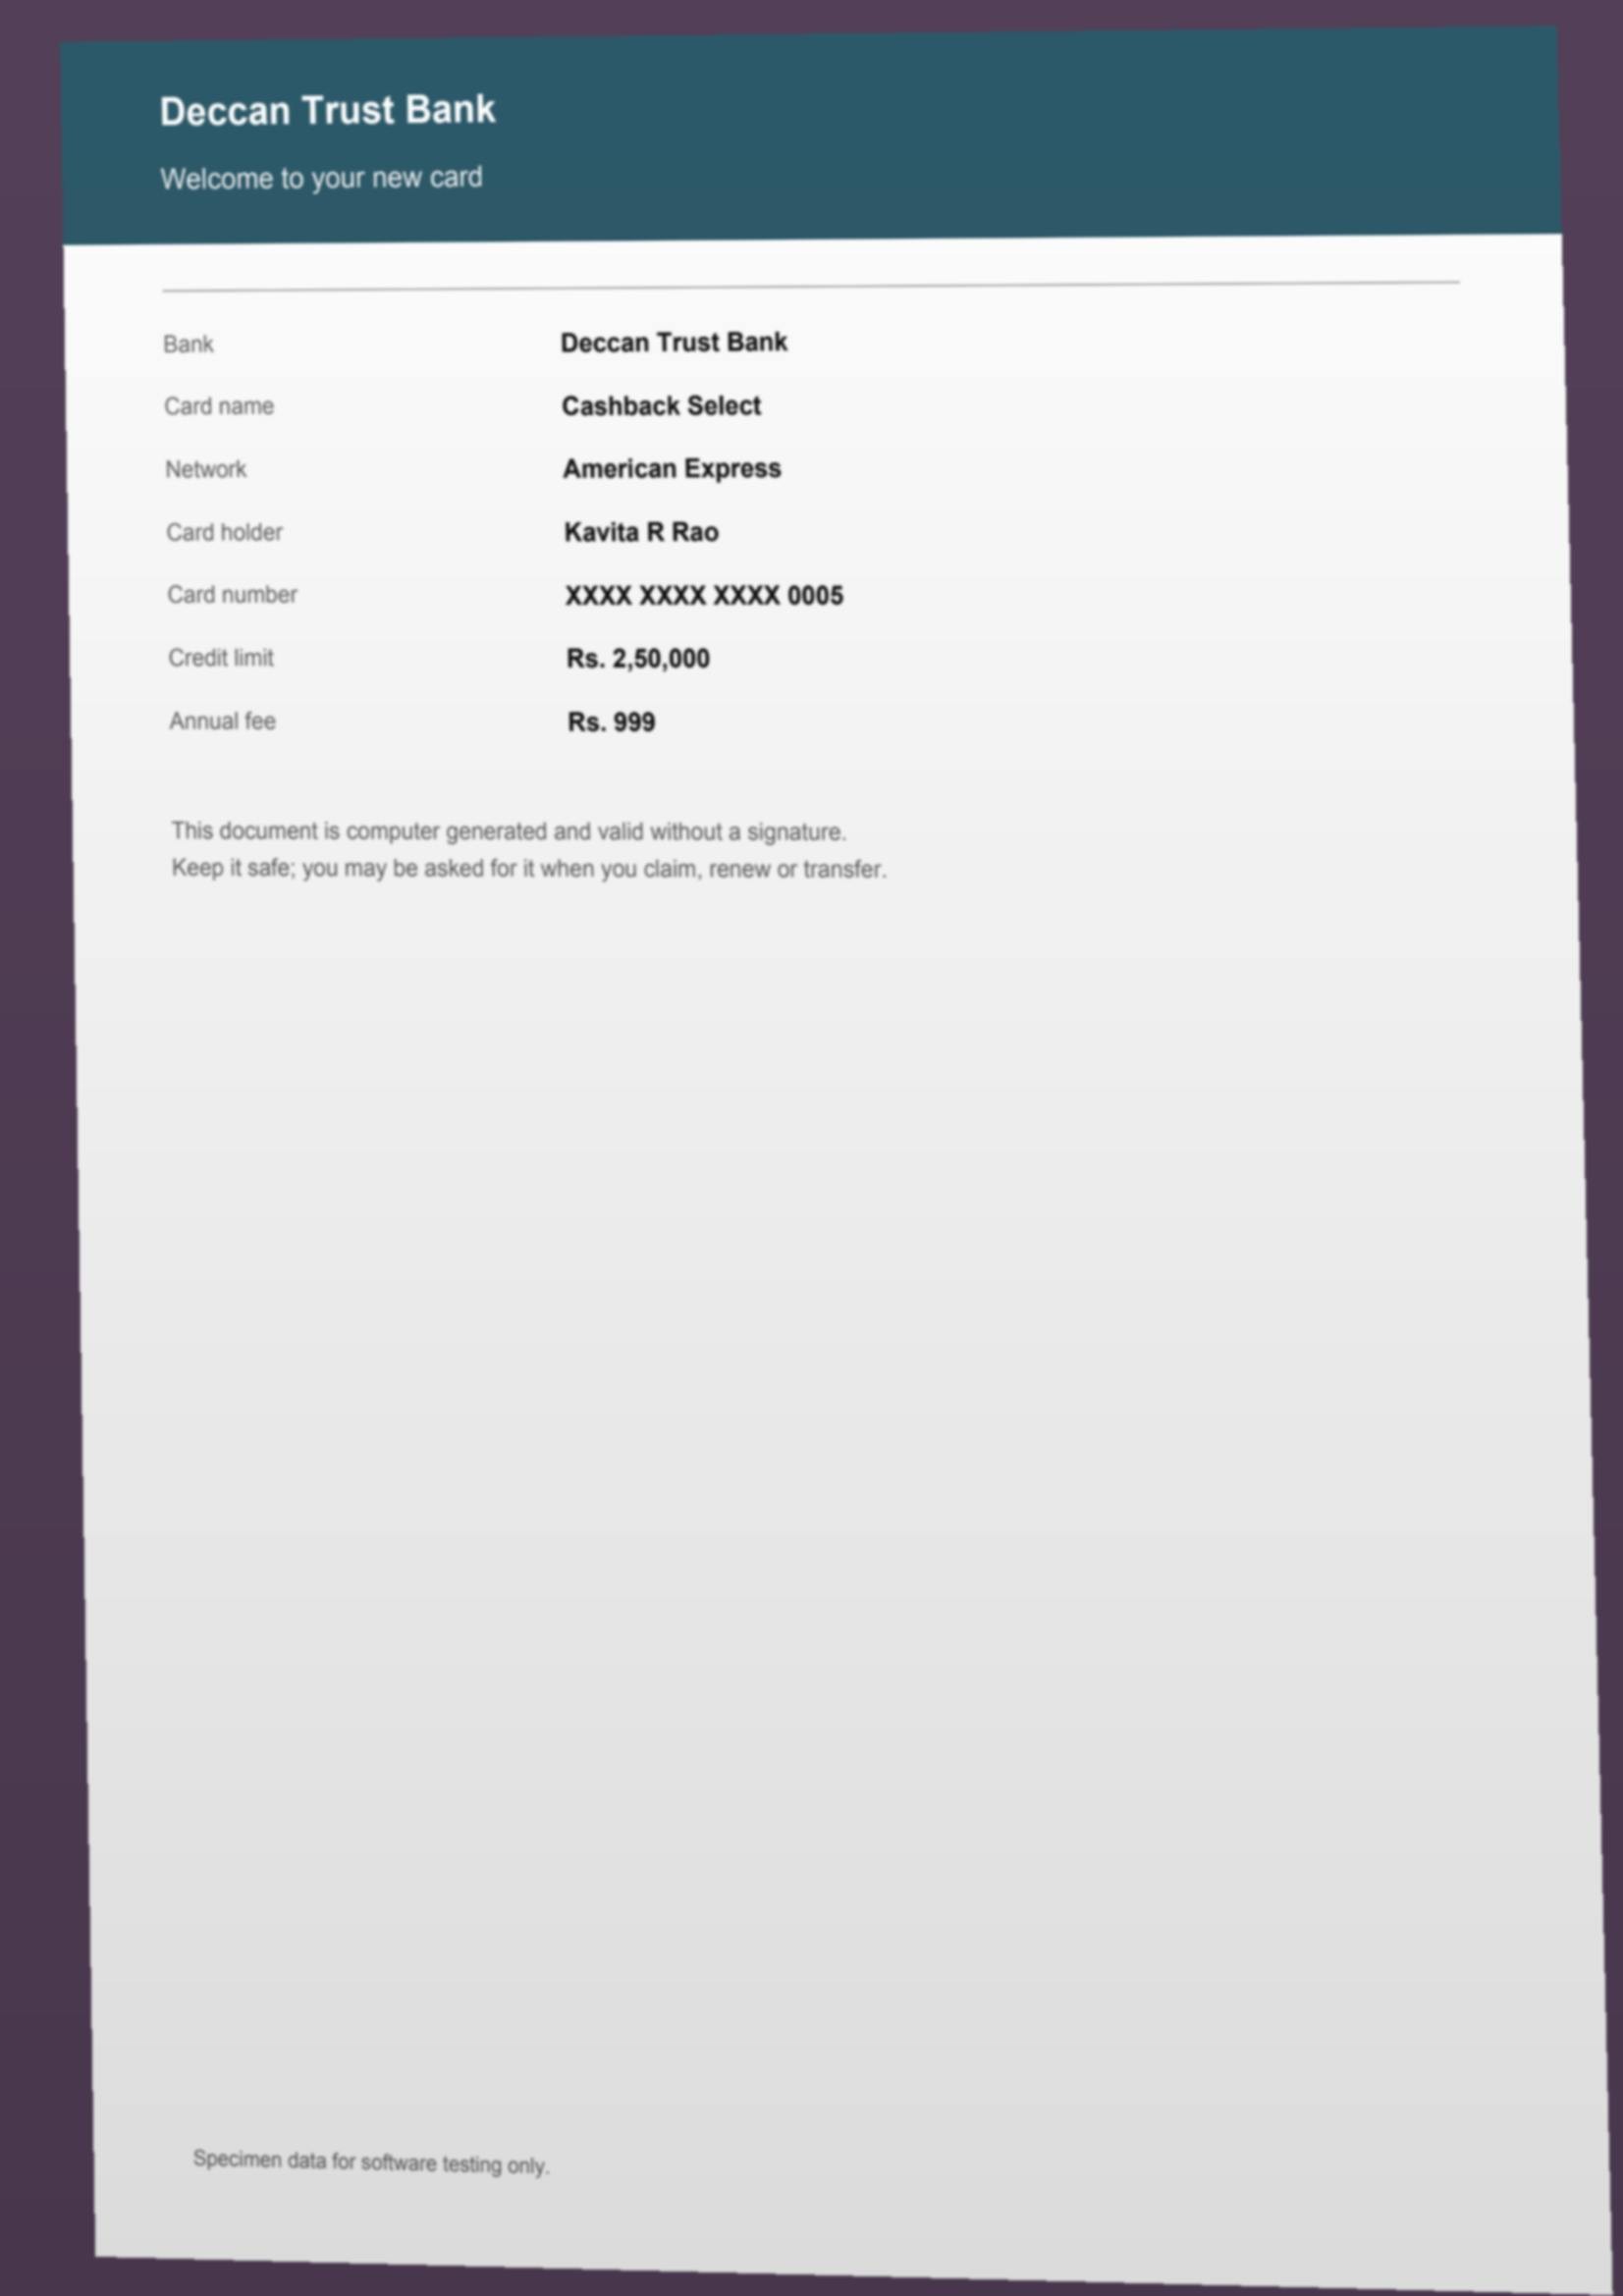 Deccan Trust Bank
Welcome to your new card
Bank Deccan Trust Bank
Card name Cashback Select
Network American Express
Card holder Kavita R Rao
Card number XXXX XXXX XXXX 0005
Credit limit Rs. 2,50,000
Annual fee Rs. 999
This document is computer generated and valid without a signature.
Keep it safe; you may be asked for it when you claim, renew or transfer.
Specimen data for software testing only.